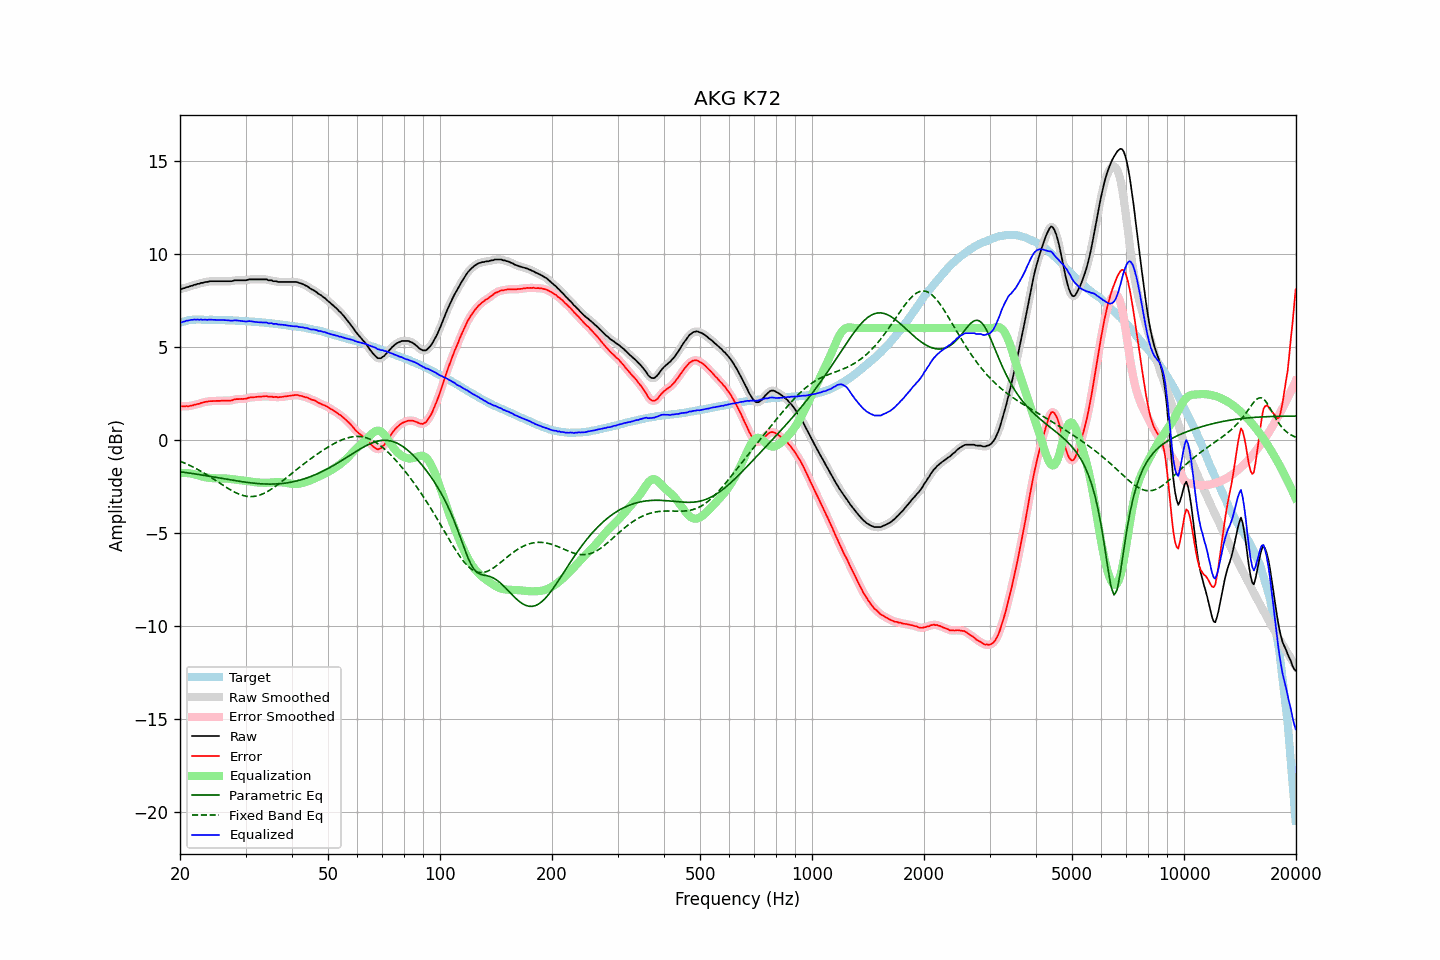 AKG K72
Amplitude (dBr)
15
10
5
0
−5
−10
−15
−20
Target
Raw Smoothed
Error Smoothed
Raw
Error
Equalization
Parametric Eq
Fixed Band Eq
Equalized
20
50
100
200
500
1000
2000
5000
10000
20000
Frequency (Hz)